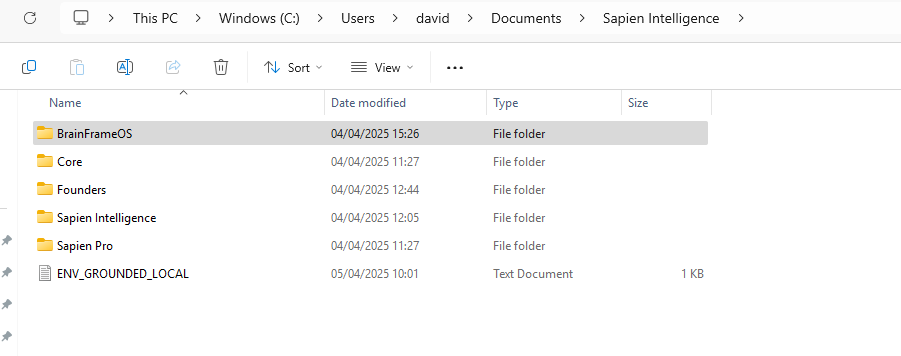 This PC > Windows (C:) > Users > david > Documents > Sapien Intelligence >
Sort View
Name Date modified Type Size
BrainFrameOS 04/04/2025 15:26 File folder
Core 04/04/2025 11:27 File folder
Founders 04/04/2025 12:44 File folder
Sapien Intelligence 04/04/2025 12:05 File folder
Sapien Pro 04/04/2025 11:27 File folder
ENV_GROUNDED_LOCAL 05/04/2025 10:01 Text Document 1 KB